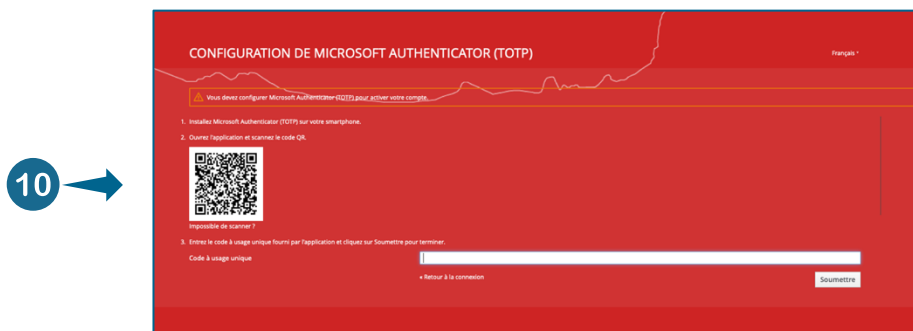 CONFIGURATION DE MICROSOFT AUTHENTICATOR (TOTP)
Français
Vous devez configurer Microsoft Authenticator (TOTP) pour activer votre compte.
1. Installez Microsoft Authenticator (TOTP) sur votre smartphone.
2. Ouvrez l'application et scannez le code QR.
10
Impossible de scanner ?
3. Entrez le code à usage unique fourni par l'application et cliquez sur Soumettre pour terminer.
Code à usage unique
« Retour à la connexion
Soumettre